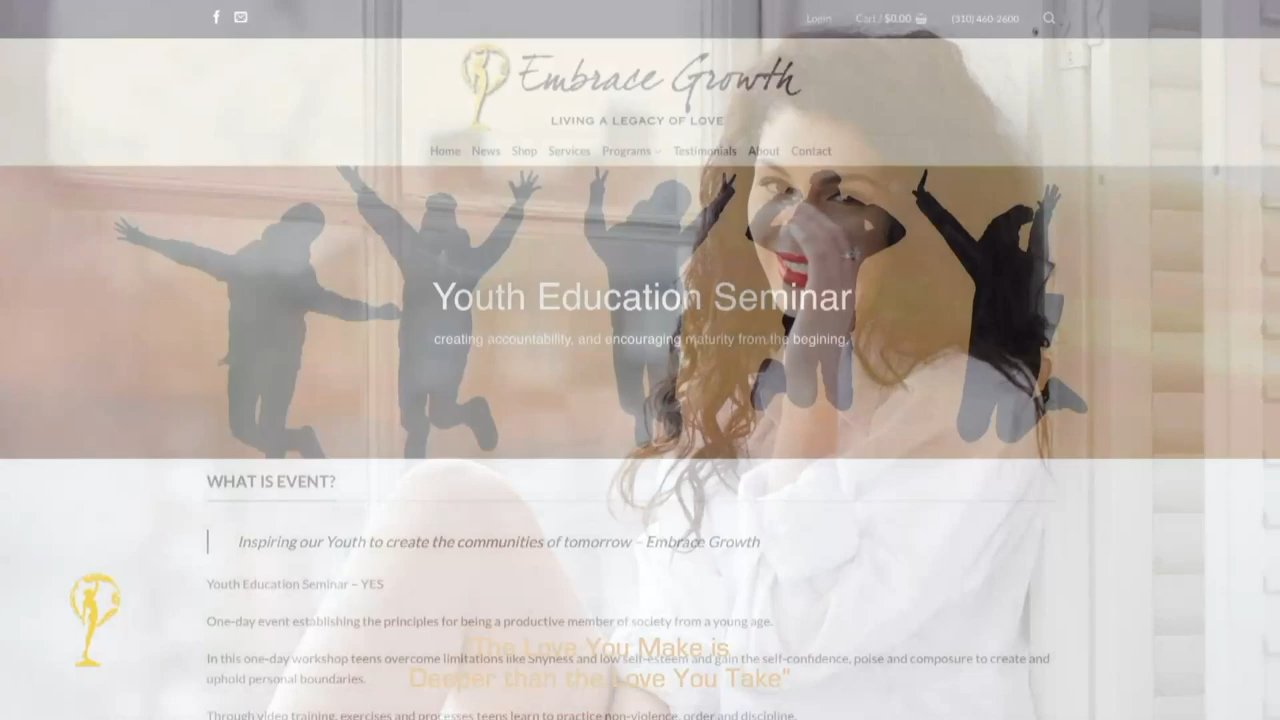 Login Cart / $0.00 (310) 460-2600
Embrace Growth
LIVING A LEGACY OF LOVE
Home News Shop Services Programs Testimonials About Contact
Youth Education Seminar
creating accountability, and encouraging maturity from the begining.
WHAT IS EVENT?
Inspiring our Youth to create the communities of tomorrow – Embrace Growth
Youth Education Seminar – YES
One-day event establishing the principles for being a productive member of society from a young age.
In this one-day workshop teens overcome limitations like Shyness and low self-esteem and gain the self-confidence, poise and composure to create and
uphold personal boundaries.
"The Love You Make is
Deeper than the Love You Take"
Through video training, exercises and processes teens learn to practice non-violence, order and discipline.